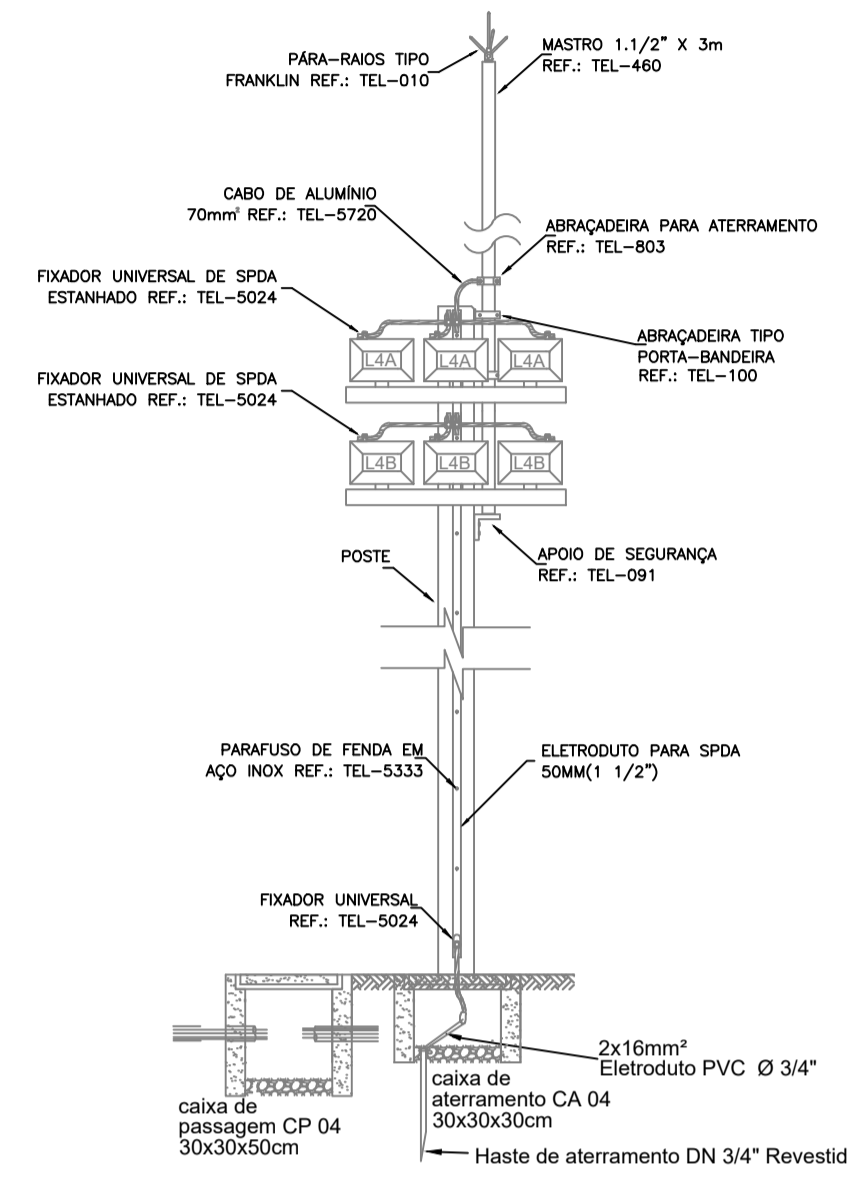 PÁRA-RAIOS TIPO
FRANKLIN REF.: TEL-010
MASTRO 1.1/2" X 3m
REF.: TEL-460
CABO DE ALUMÍNIO
70mm² REF.: TEL-5720
ABRAÇADEIRA PARA ATERRAMENTO
REF.: TEL-803
FIXADOR UNIVERSAL DE SPDA
ESTANHADO REF.: TEL-5024
ABRAÇADEIRA TIPO
PORTA-BANDEIRA
REF.: TEL-100
L4A
L4A
L4A
FIXADOR UNIVERSAL DE SPDA
ESTANHADO REF.: TEL-5024
L4B
L4B
L4B
POSTE
APOIO DE SEGURANÇA
REF.: TEL-091
PARAFUSO DE FENDA EM
AÇO INOX REF.: TEL-5333
ELETRODUTO PARA SPDA
50MM(1 1/2")
FIXADOR UNIVERSAL
REF.: TEL-5024
2x16mm²
Eletroduto PVC Ø 3/4"
caixa de
passagem CP 04
30x30x50cm
caixa de
aterramento CA 04
30x30x30cm
Haste de aterramento DN 3/4" Revestid